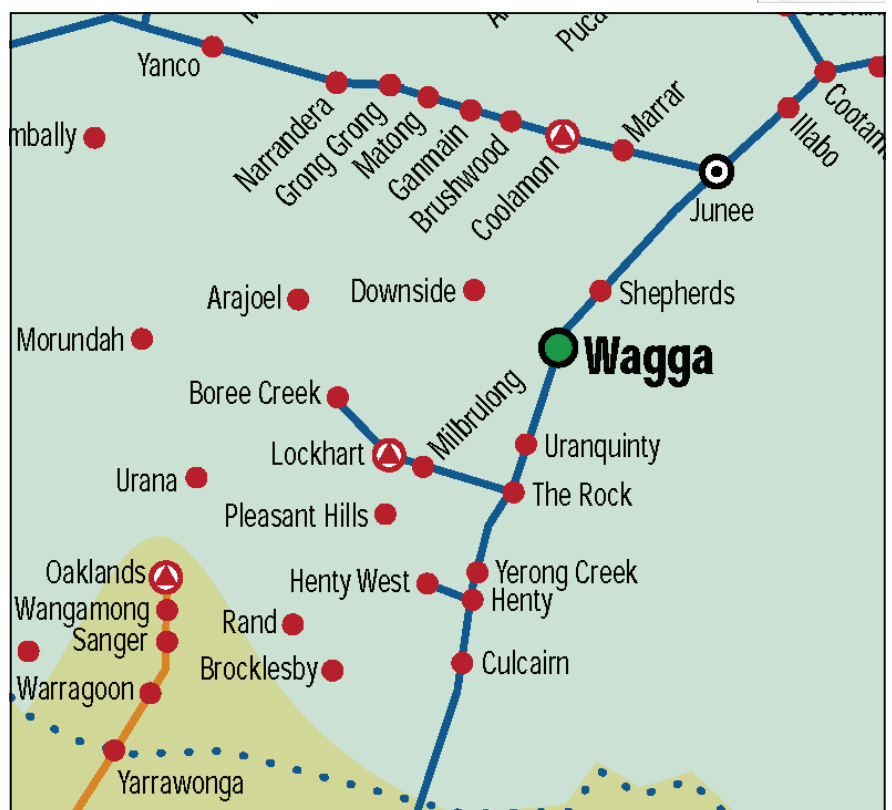 Yanco
mbally
Narrandera
Grong Grong
Matong
Ganmain
Brushwood
Coolamon
Marrar
Junee
Illabo
Cootam
Puca
Arajoel
Downside
Shepherds
Morundah
Wagga
Boree Creek
Milbrulong
Lockhart
Uranquinty
Urana
The Rock
Pleasant Hills
Oaklands
Henty West
Yerong Creek
Wangamong
Henty
Sanger
Rand
Brocklesby
Culcairn
Warragoon
Yarrawonga